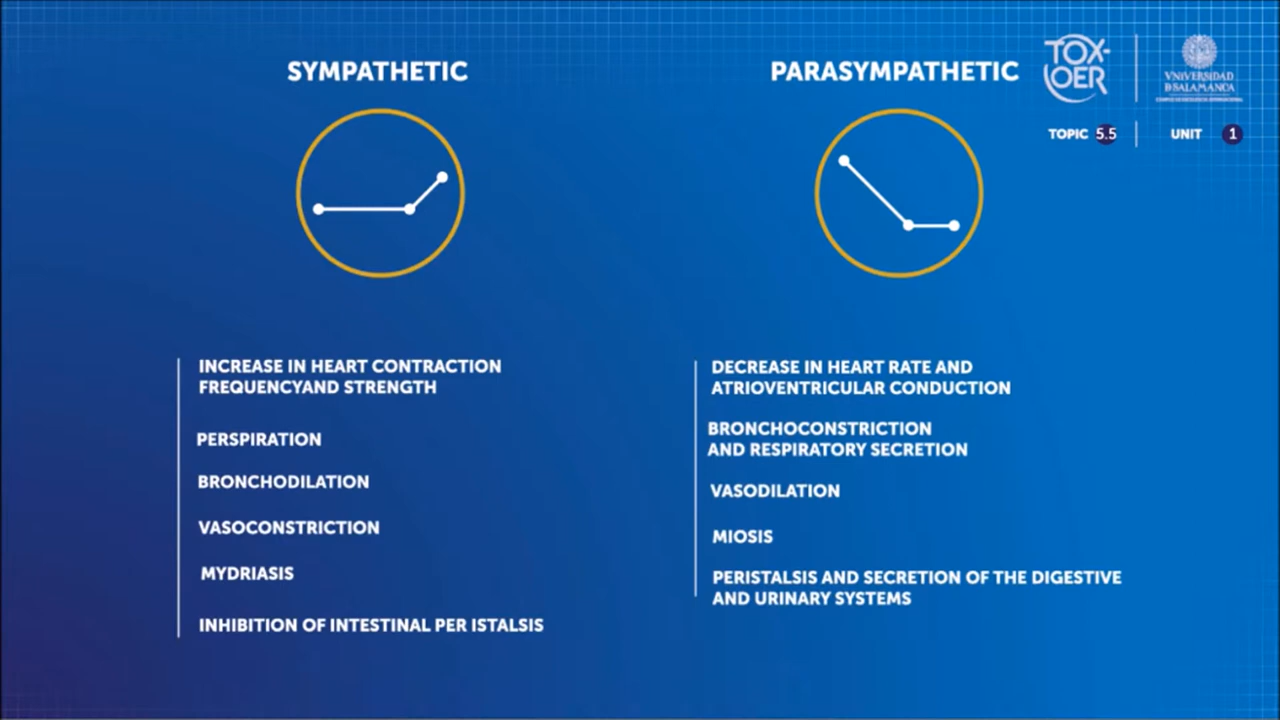 SYMPATHETIC
PARASYMPATHETIC
TOX-
OER
VNiVERSiDAD
D SALAMANCA
TOPIC 5.5
UNIT 1
INCREASE IN HEART CONTRACTION
FREQUENCYAND STRENGTH
PERSPIRATION
BRONCHODILATION
VASOCONSTRICTION
MYDRIASIS
INHIBITION OF INTESTINAL PER ISTALSIS
DECREASE IN HEART RATE AND
ATRIOVENTRICULAR CONDUCTION
BRONCHOCONSTRICTION
AND RESPIRATORY SECRETION
VASODILATION
MIOSIS
PERISTALSIS AND SECRETION OF THE DIGESTIVE
AND URINARY SYSTEMS